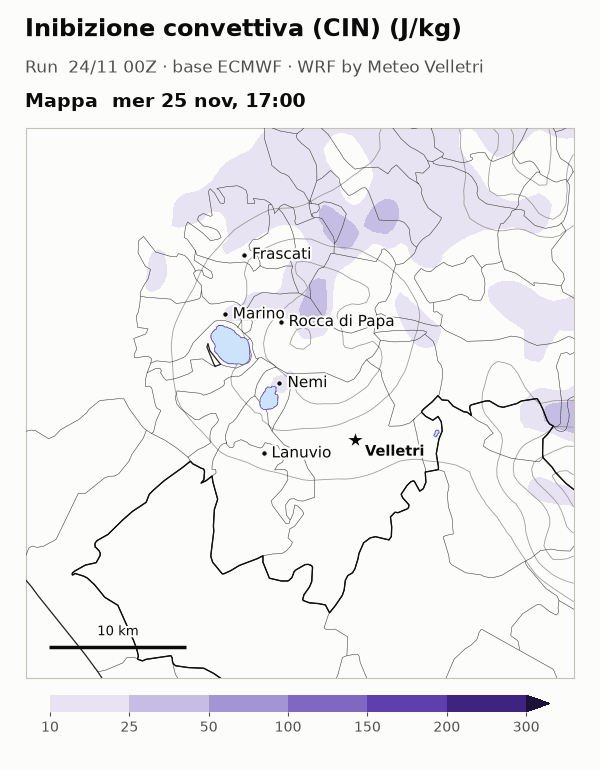 Inibizione convettiva (CIN) (J/kg)
Run 24/11 00Z · base ECMWF · WRF by Meteo Velletri
Mappa mer 25 nov, 17:00
Frascati
Marino
Rocca di Papa
Nemi
Lanuvio
Velletri
10 km
10 25 50 100 150 200 300